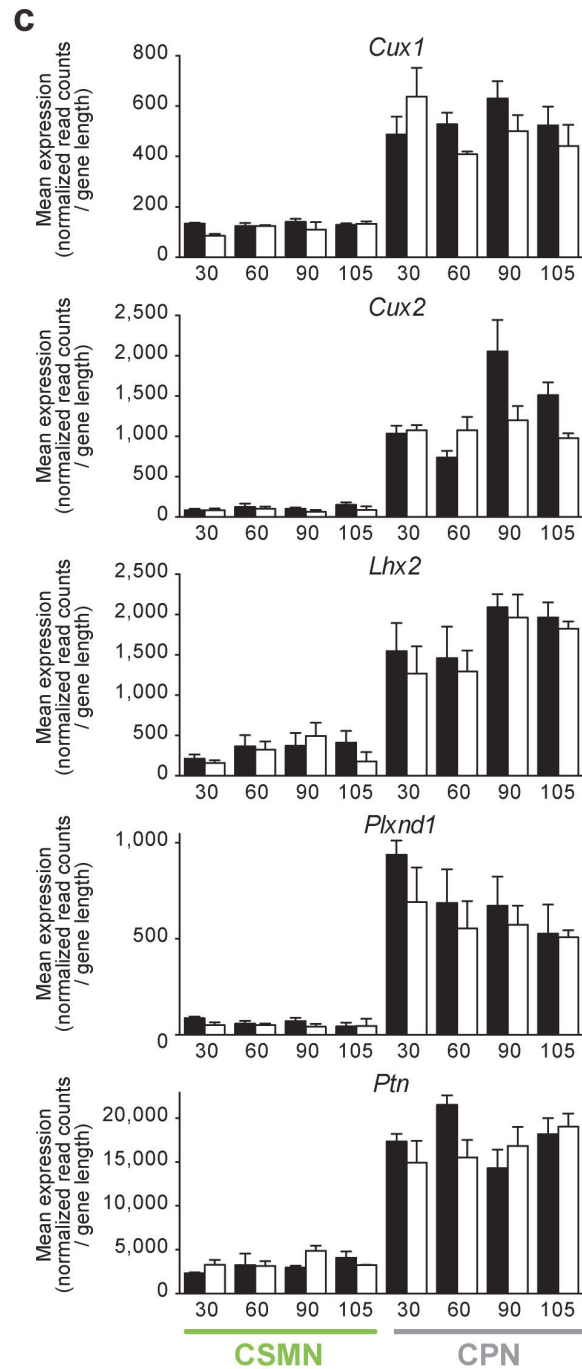 c
Cux1
Mean expression
(normalized read counts
/ gene length)
800
600
400
200
0
30 60 90 105 30 60 90 105
Cux2
Mean expression
(normalized read counts
/ gene length)
2,500
2,000
1,500
1,000
500
0
30 60 90 105 30 60 90 105
Lhx2
Mean expression
(normalized read counts
/ gene length)
2,500
2,000
1,500
1,000
500
0
30 60 90 105 30 60 90 105
Plxnd1
Mean expression
(normalized read counts
/ gene length)
1,000
500
0
30 60 90 105 30 60 90 105
Ptn
Mean expression
(normalized read counts
/ gene length)
20,000
15,000
10,000
5,000
0
30 60 90 105 30 60 90 105
CSMN CPN